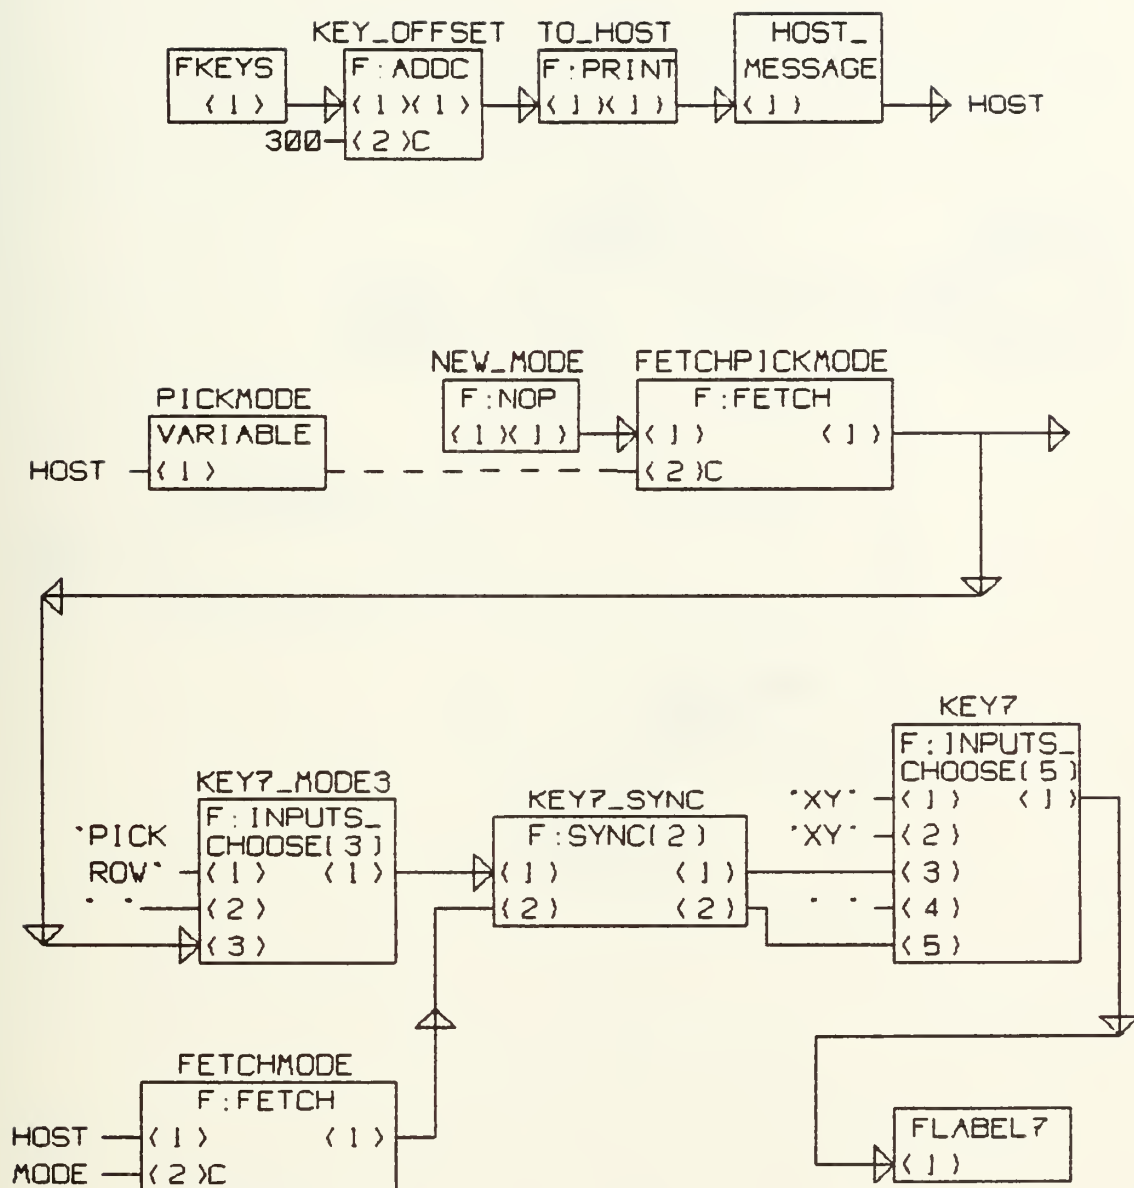 KEY_OFFSET TO_HOST HOST_
FKEYS F:ADDC F:PRINT MESSAGE
<1> <1><1> <1><1> <1> HOST
300 <2>C
NEW_MODE FETCHPICKMODE
PICKMODE F:NOP F:FETCH
VARIABLE <1><1> <1> <1>
HOST <1> <2>C
KEY7
F:INPUTS_
KEY7_MODE3 KEY7_SYNC CHOOSE(5)
F:INPUTS_ 'XY' <1> <1>
'PICK CHOOSE(3) F:SYNC(2) 'XY' <2>
ROW' <1> <1> <1> <1> <3>
' ' <2> <2> <2> ' ' <4>
<3> <5>
FETCHMODE
F:FETCH FLABEL7
HOST <1> <1> <1>
MODE <2>C